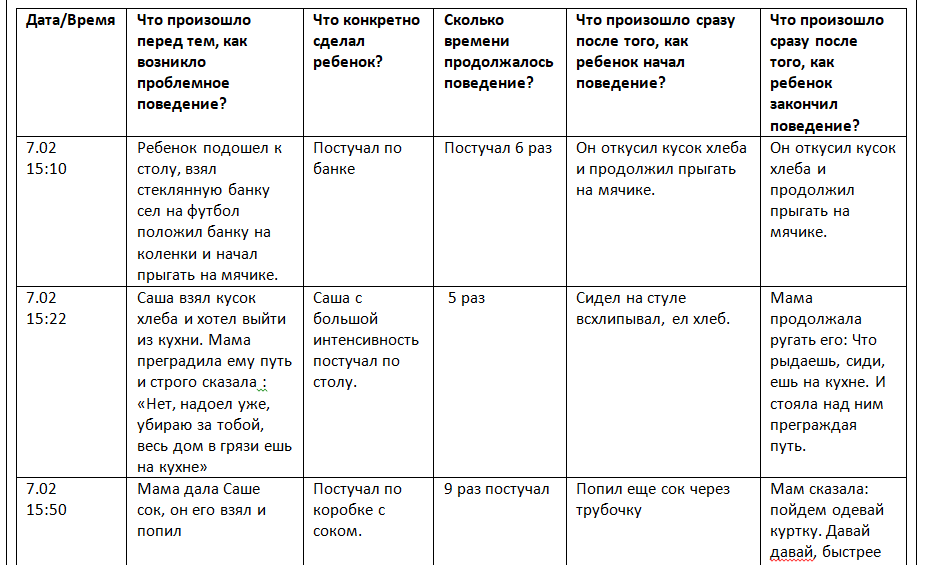 Дата/Время
Что произошло
перед тем, как
возникло
проблемное
поведение?
Что конкретно
сделал
ребенок?
Сколько
времени
продолжалось
поведение?
Что произошло сразу
после того, как
ребенок начал
поведение?
Что произошло
сразу после
того, как
ребенок
закончил
поведение?
7.02
15:10
Ребенок подошел к
столу, взял
стеклянную банку
сел на футбол
положил банку на
коленки и начал
прыгать на мячике.
Постучал по
банке
Постучал 6 раз
Он откусил кусок хлеба
и продолжил прыгать
на мячике.
Он откусил кусок
хлеба и
продолжил
прыгать на
мячике.
7.02
15:22
Саша взял кусок
хлеба и хотел выйти
из кухни. Мама
преградила ему путь
и строго сказала :
«Нет, надоел уже,
убираю за тобой,
весь дом в грязи ешь
на кухне»
Саша с
большой
интенсивность
постучал по
столу.
5 раз
Сидел на стуле
всхлипывал, ел хлеб.
Мама
продолжала
ругать его: Что
рыдаешь, сиди,
ешь на кухне. И
стояла над ним
преграждая
путь.
7.02
15:50
Мама дала Саше
сок, он его взял и
попил
Постучал по
коробке с
соком.
9 раз постучал
Попил еще сок через
трубочку
Мам сказала:
пойдем одевай
куртку. Давай
давай, быстрее